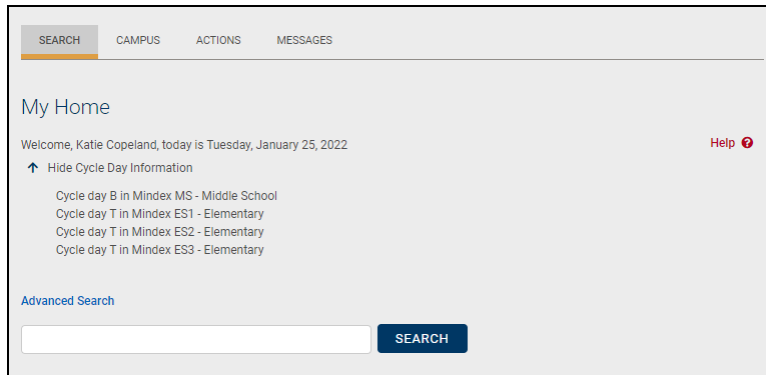 SEARCH CAMPUS ACTIONS MESSAGES
My Home
Welcome, Katie Copeland, today is Tuesday, January 25, 2022
Help
Hide Cycle Day Information
Cycle day B in Mindex MS - Middle School
Cycle day T in Mindex ES1 - Elementary
Cycle day T in Mindex ES2 - Elementary
Cycle day T in Mindex ES3 - Elementary
Advanced Search
SEARCH